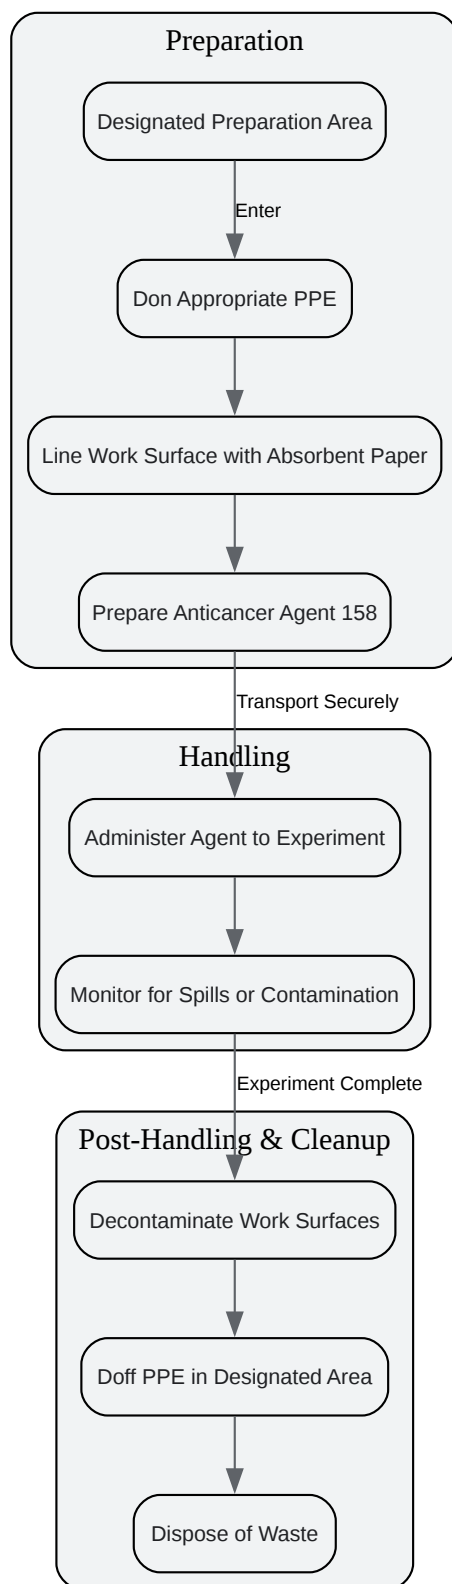 Preparation
Designated Preparation Area
Enter
Don Appropriate PPE
Line Work Surface with Absorbent Paper
Prepare Anticancer Agent 158
Transport Securely
Handling
Administer Agent to Experiment
Monitor for Spills or Contamination
Experiment Complete
Post-Handling & Cleanup
Decontaminate Work Surfaces
Doff PPE in Designated Area
Dispose of Waste